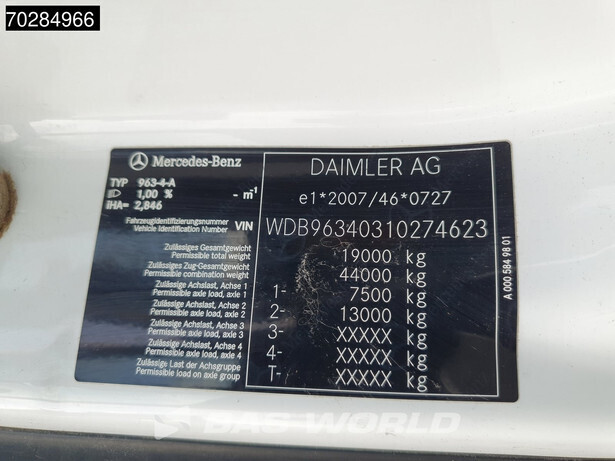 70284966
Mercedes-Benz
TYP 963-4-A
1,00 % - m⁻¹
iHA= 2,846
Fahrzeugidentifizierungsnummer
Vehicle Identification Number VIN
Zulässiges Gesamtgewicht
Permissible total weight
Zulässiges Zug-Gesamtgewicht
Permissible combination weight
Zulässige Achslast, Achse 1
Permissible axle load, axle 1
Zulässige Achslast, Achse 2
Permissible axle load, axle 2
Zulässige Achslast, Achse 3
Permissible axle load, axle 3
Zulässige Achslast, Achse 4
Permissible axle load, axle 4
Zulässige Last der Achsgruppe
Permissible load on axle group
DAIMLER AG
e1*2007/46*0727
WDB96340310274623
19000 kg
44000 kg
1- 7500 kg
2- 13000 kg
3- XXXXX kg
4- XXXXX kg
T- XXXXX kg
A 000 584 98 01
BAS WORLD